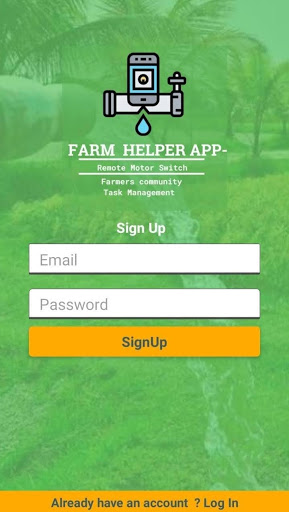 FARM HELPER APP-
Remote Motor Switch
Farmers community
Task Management
Sign Up
Email
Password
SignUp
Already have an account ? Log In